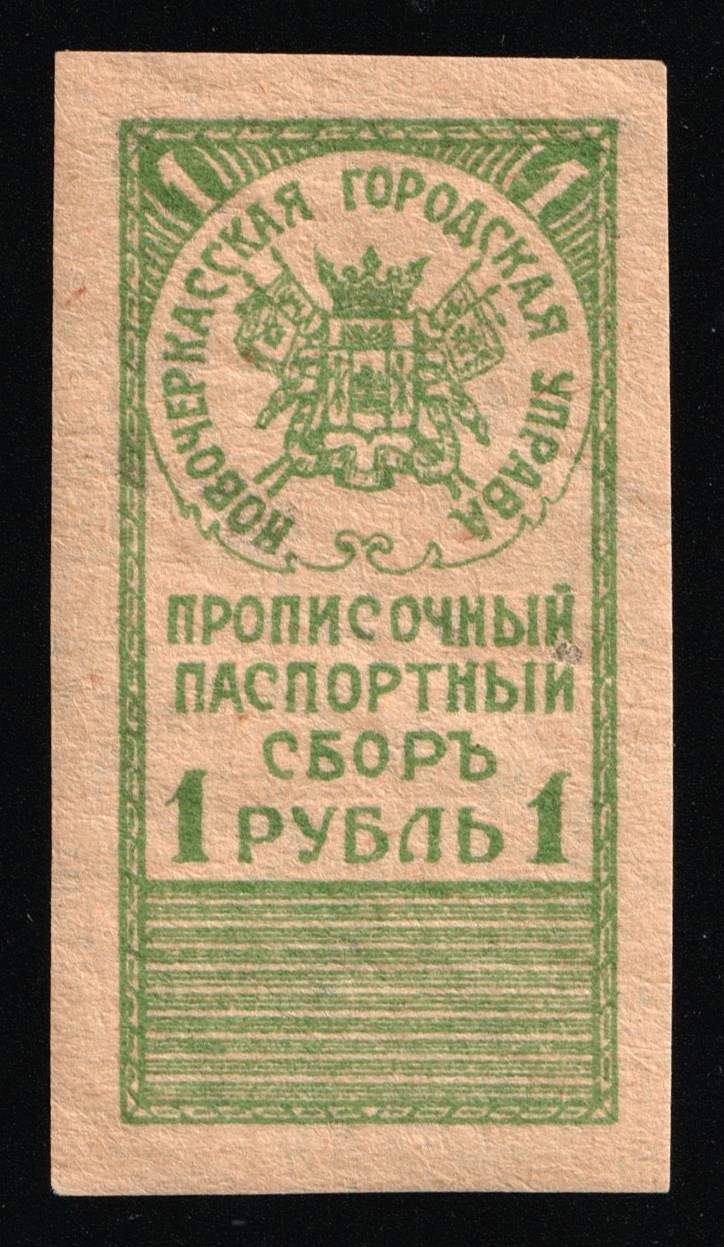 1 1
НОВОЧЕРКАССКАЯ ГОРОДСКАЯ УПРАВА
ПРОПИСОЧНЫЙ
ПАСПОРТНЫЙ
СБОРЪ
1 РУБЛЬ 1